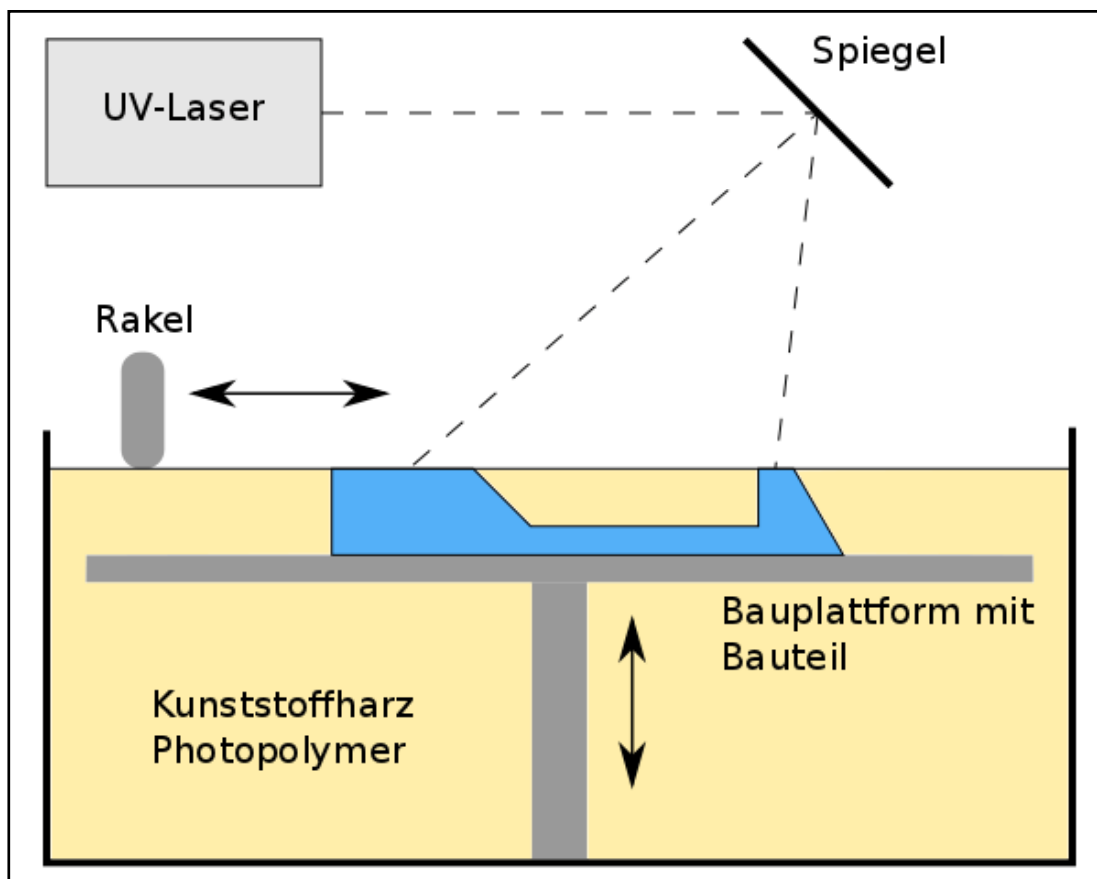 UV-Laser
Spiegel
Rakel
Bauplattform mit
Bauteil
Kunststoffharz
Photopolymer